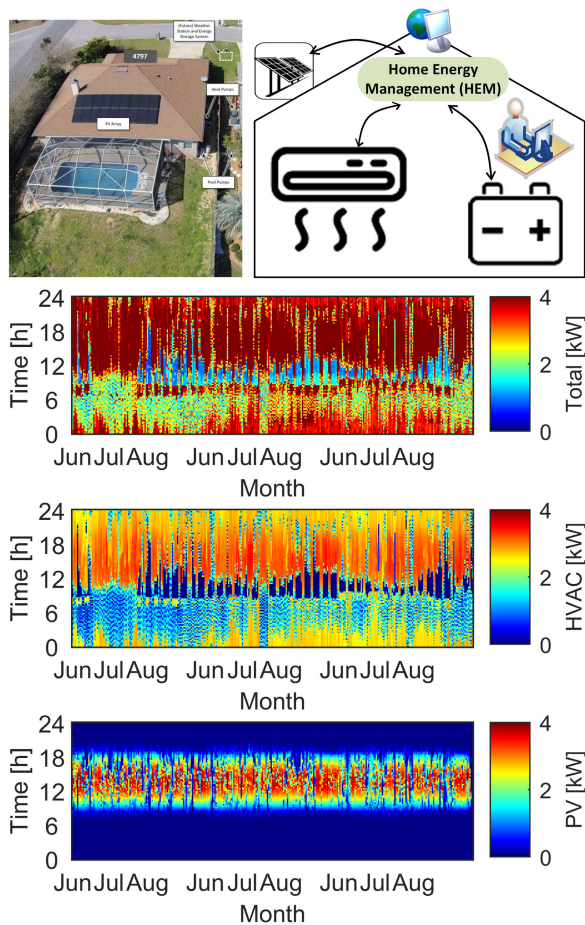 (Future) Weather
Station and Energy
Storage System
4797
Heat Pumps
PV Array
Pool Pumps
Home Energy
Management (HEM)
24
18
12
6
0
Time [h]
Jun Jul Aug Jun Jul Aug Jun Jul Aug
Month
4
2
0
Total [kW]
24
18
12
6
0
Time [h]
Jun Jul Aug Jun Jul Aug Jun Jul Aug
Month
4
2
0
HVAC [kW]
24
18
12
6
0
Time [h]
Jun Jul Aug Jun Jul Aug Jun Jul Aug
Month
4
2
0
PV [kW]